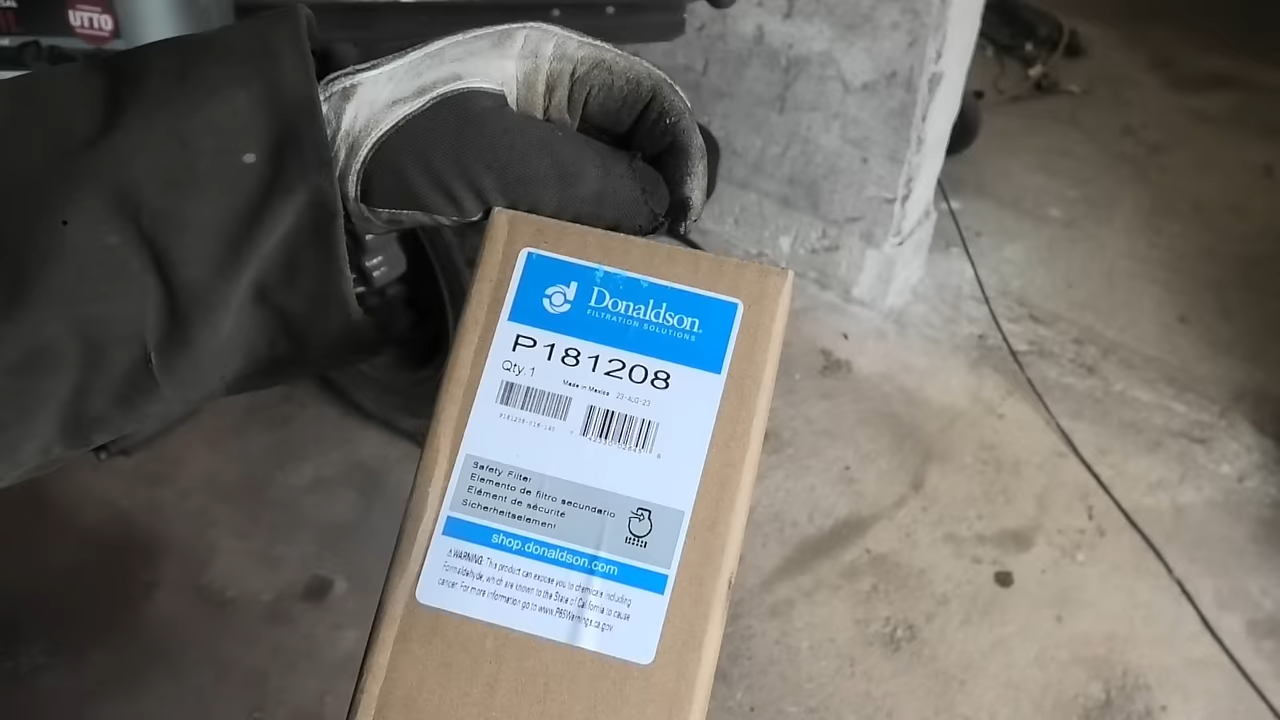 UTTO
Donaldson®
FILTRATION SOLUTIONS
P181208
Qty. 1
Made in Mexico 23-AUG-23
Safety Filter
Elemento de filtro secundario
Elément de sécurité
Sicherheitselement
shop.donaldson.com
⚠WARNING: This product can expose you to chemicals including
Formaldehyde, which are known to the State of California to cause
cancer. For more information go to www.P65Warnings.ca.gov